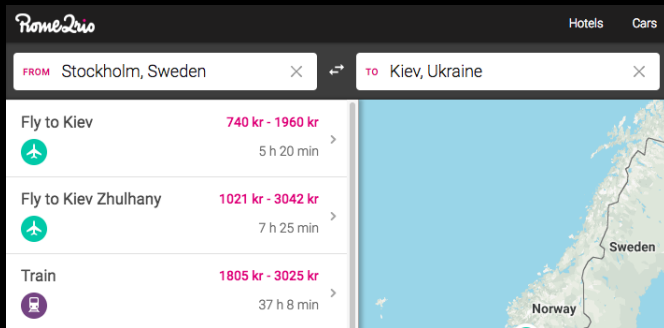 Rome2rio
Hotels Cars
FROM Stockholm, Sweden
TO Kiev, Ukraine
Fly to Kiev 740 kr - 1960 kr
5 h 20 min
Fly to Kiev Zhulhany 1021 kr - 3042 kr
7 h 25 min
Train 1805 kr - 3025 kr
37 h 8 min
Sweden
Norway